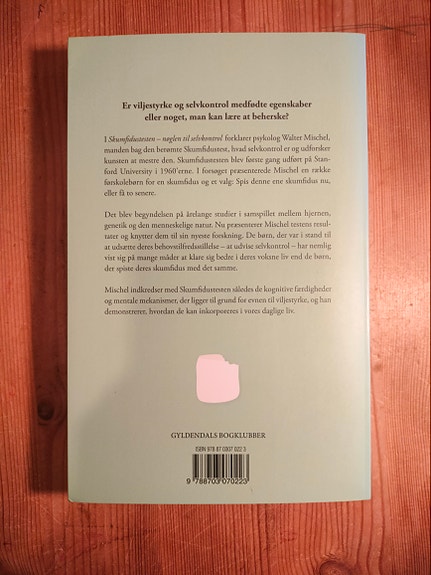 Er viljestyrke og selvkontrol medfødte egenskaber
eller noget, man kan lære at beherske?
I Skumfidustesten – nøglen til selvkontrol forklarer psykolog Walter Mischel,
manden bag den berømte Skumfidustest, hvad selvkontrol er og udforsker
kunsten at mestre den. Skumfidustesten blev første gang udført på Stan-
ford University i 1960'erne. I forsøget præsenterede Mischel en række
førskolebørn for en skumfidus og et valg: Spis denne ene skumfidus nu,
eller få to senere.
Det blev begyndelsen på årelange studier i samspillet mellem hjernen,
genetik og den menneskelige natur. Nu præsenterer Mischel testens resul-
tater og knytter dem til sin nyeste forskning. De børn, der var i stand til
at udsætte deres behovstilfredsstillelse – at udvise selvkontrol – har nemlig
vist sig på mange måder at klare sig bedre i deres voksne liv end de børn,
der spiste deres skumfidus med det samme.
Mischel indkredser med Skumfidustesten således de kognitive færdigheder
og mentale mekanismer, der ligger til grund for evnen til viljestyrke, og han
demonstrerer, hvordan de kan inkorporeres i vores daglige liv.
GYLDENDALS BOGKLUBBER
ISBN 978 87 0307 022 3
9 788703 070223